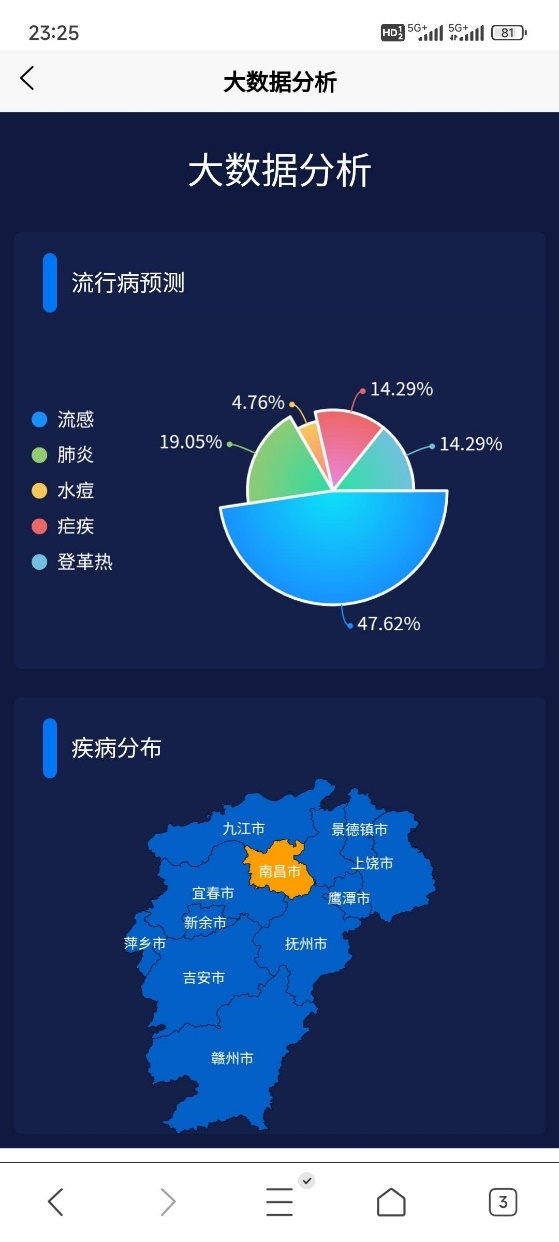 23:25
HD 1 2 5G+ 5G+ 81
大数据分析
大数据分析
流行病预测
14.29%
4.76%
流感
19.05%
14.29%
肺炎
水痘
疟疾
登革热
47.62%
疾病分布
九江市
景德镇市
上饶市
南昌市
宜春市
鹰潭市
新余市
萍乡市
抚州市
吉安市
赣州市
3